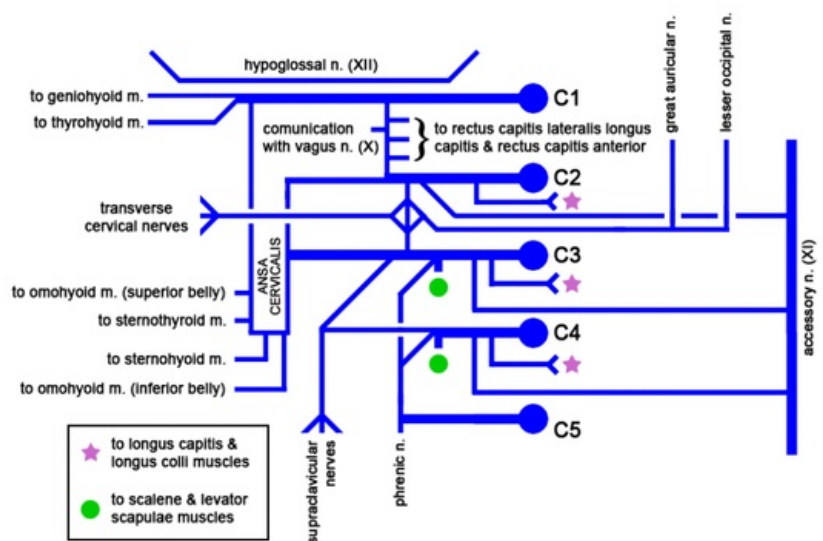 hypoglossal n. (XII)
great auricular n.
lesser occipital n.
to geniohyoid m.
C1
to thyrohyoid m.
comunication
with vagus n. (X)
to rectus capitis lateralis longus
capitis & rectus capitis anterior
C2
transverse
cervical nerves
C3
ANSA
CERVICALIS
accessory n. (XI)
to omohyoid m. (superior belly)
to sternothyroid m.
C4
to sternohyoid m.
to omohyoid m. (inferior belly)
C5
supraclavicular
nerves
phrenic n.
to longus capitis &
longus colli muscles
to scalene & levator
scapulae muscles